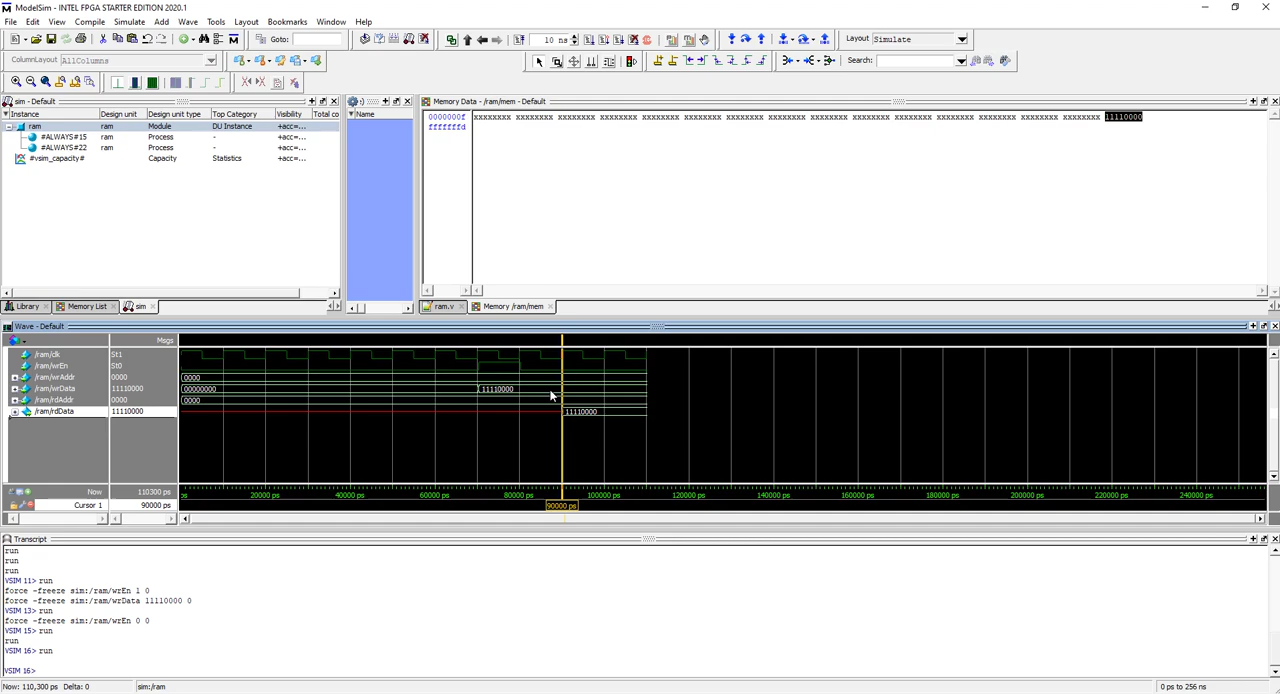 ModelSim - INTEL FPGA STARTER EDITION 2020.1
File Edit View Compile Simulate Add Wave Tools Layout Bookmarks Window Help
Goto: 10 ns Layout Simulate
ColumnLayout AllColumns Search:
sim - Default
Instance Design unit Design unit type Top Category Visibility Total co
ram ram Module DU Instance +acc=...
#ALWAYS#15 ram Process - +acc=...
#ALWAYS#22 ram Process - +acc=...
#vsim_capacity# Capacity Statistics +acc=...
Name
Memory Data - /ram/mem - Default
0000000f xxxxxxxx xxxxxxxx xxxxxxxx xxxxxxxx xxxxxxxx xxxxxxxx xxxxxxxx xxxxxxxx xxxxxxxx xxxxxxxx xxxxxxxx xxxxxxxx xxxxxxxx xxxxxxxx xxxxxxxx 11110000
fffffffd
Library Memory List sim
ram.v Memory /ram/mem
Wave - Default
Msgs
/ram/clk St1
/ram/wrEn St0
/ram/wrAddr 0000 0000
/ram/wrData 11110000 00000000 11110000
/ram/rdAddr 0000 0000
/ram/rdData 11110000 11110000
Now 110300 ps ps 20000 ps 40000 ps 60000 ps 80000 ps 100000 ps 120000 ps 140000 ps 160000 ps 180000 ps 200000 ps 220000 ps 240000 ps
Cursor 1 90000 ps 90000 ps
Transcript
run
run
run
VSIM 11> run
force -freeze sim:/ram/wrEn 1 0
force -freeze sim:/ram/wrData 11110000 0
VSIM 13> run
force -freeze sim:/ram/wrEn 0 0
VSIM 15> run
run
VSIM 16> run
VSIM 16>
Now: 110,300 ps Delta: 0 sim:/ram 0 ps to 256 ns